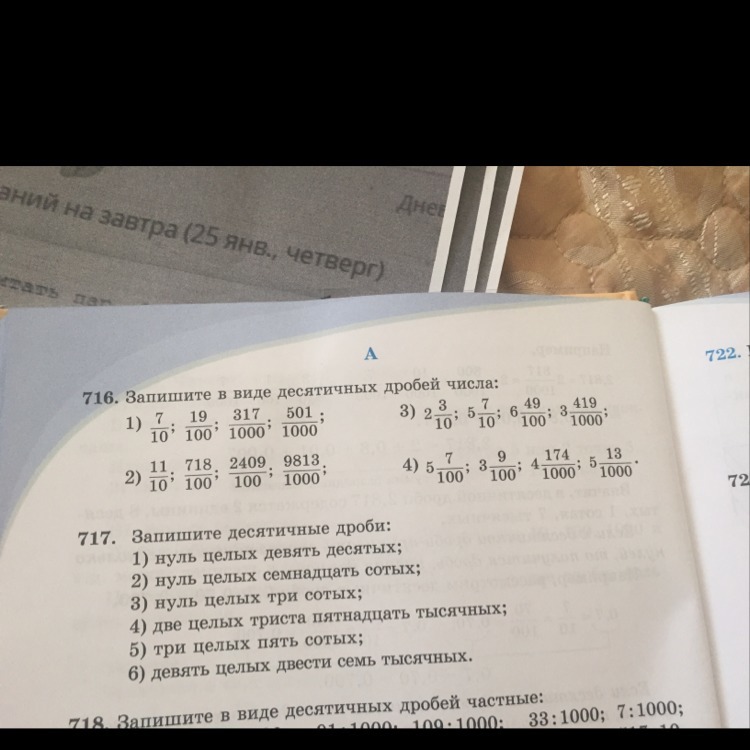 аний на завтра (25 янв., четверг)
А
716. Запишите в виде десятичных дробей числа:
1) 7/10; 19/100; 317/1000; 501/1000; 3) 2 3/10; 5 7/10; 6 49/100; 3 419/1000;
2) 11/10; 718/100; 2409/100; 9813/1000; 4) 5 7/100; 3 9/100; 4 174/1000; 5 13/1000.
717. Запишите десятичные дроби:
1) нуль целых девять десятых;
2) нуль целых семнадцать сотых;
3) нуль целых три сотых;
4) две целых триста пятнадцать тысячных;
5) три целых пять сотых;
6) девять целых двести семь тысячных.
718. Запишите в виде десятичных дробей частные:
109:1000; 33:1000; 7:1000;
722.
72